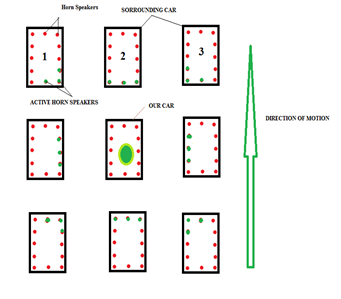 Horn Speakers
SORROUNDING CAR
1
2
3
ACTIVE HORN SPEAKERS
OUR CAR
DIRECTION OF MOTION